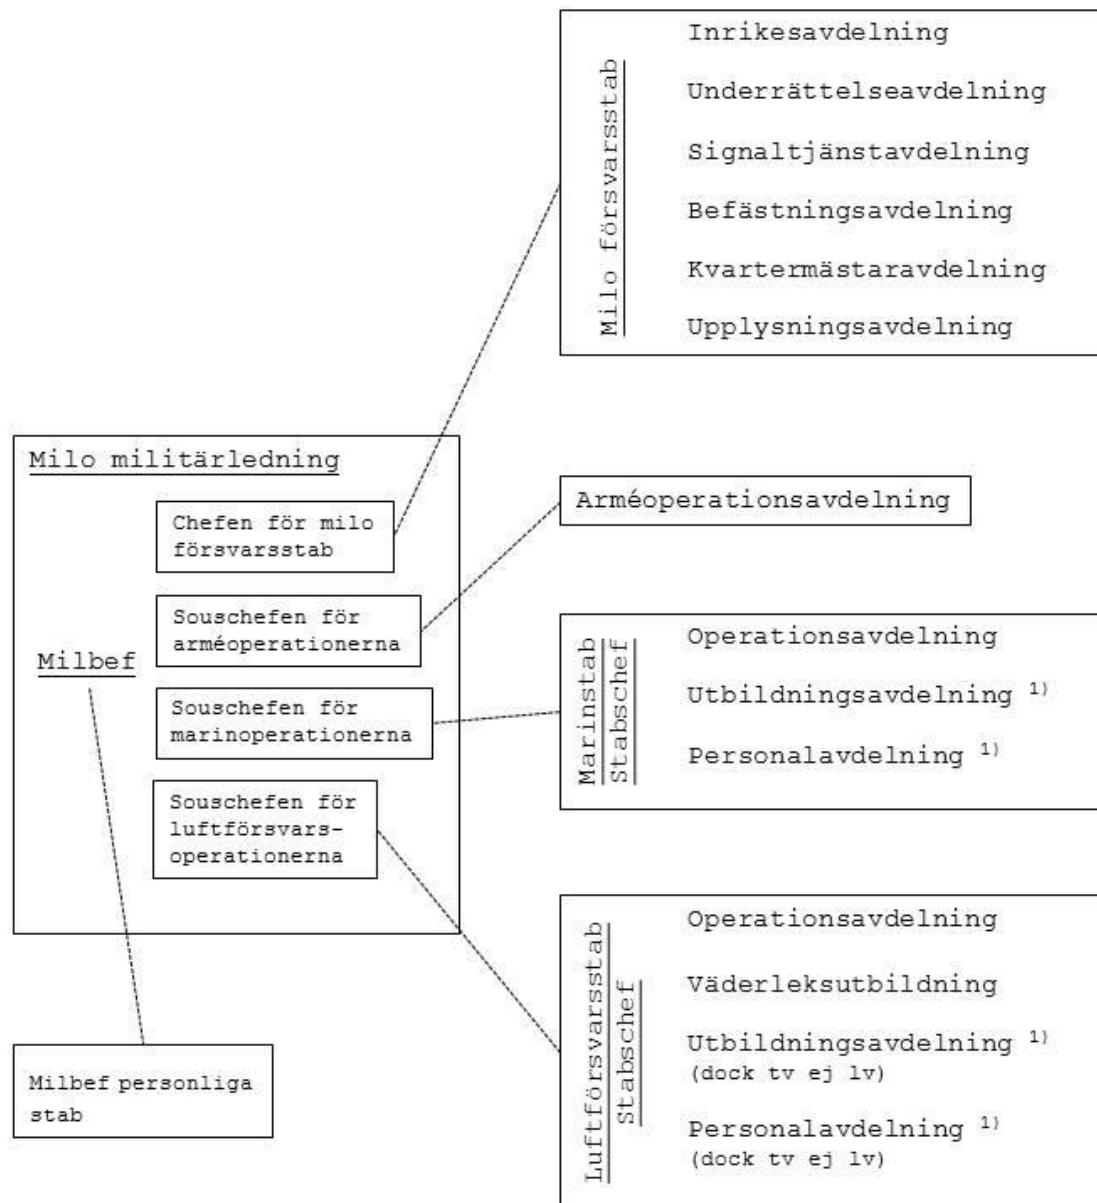 Inrikesavdelning
Underrättelseavdelning
Signaltjänstavdelning
Befästningsavdelning
Kvartermästaravdelning
Upplysningsavdelning
Milo försvarsstab
Milo militärledning
Chefen för milo
försvarsstab
Souschefen för
arméoperationerna
Milbef
Souschefen för
marinoperationerna
Souschefen för
luftförsvars-
operationerna
Milbef personliga
stab
Arméoperationsavdelning
Marinstab
Stabschef
Operationsavdelning
Utbildningsavdelning 1)
Personalavdelning 1)
Luftförsvarsstab
Stabschef
Operationsavdelning
Väderleksutbildning
Utbildningsavdelning 1)
(dock tv ej lv)
Personalavdelning 1)
(dock tv ej lv)